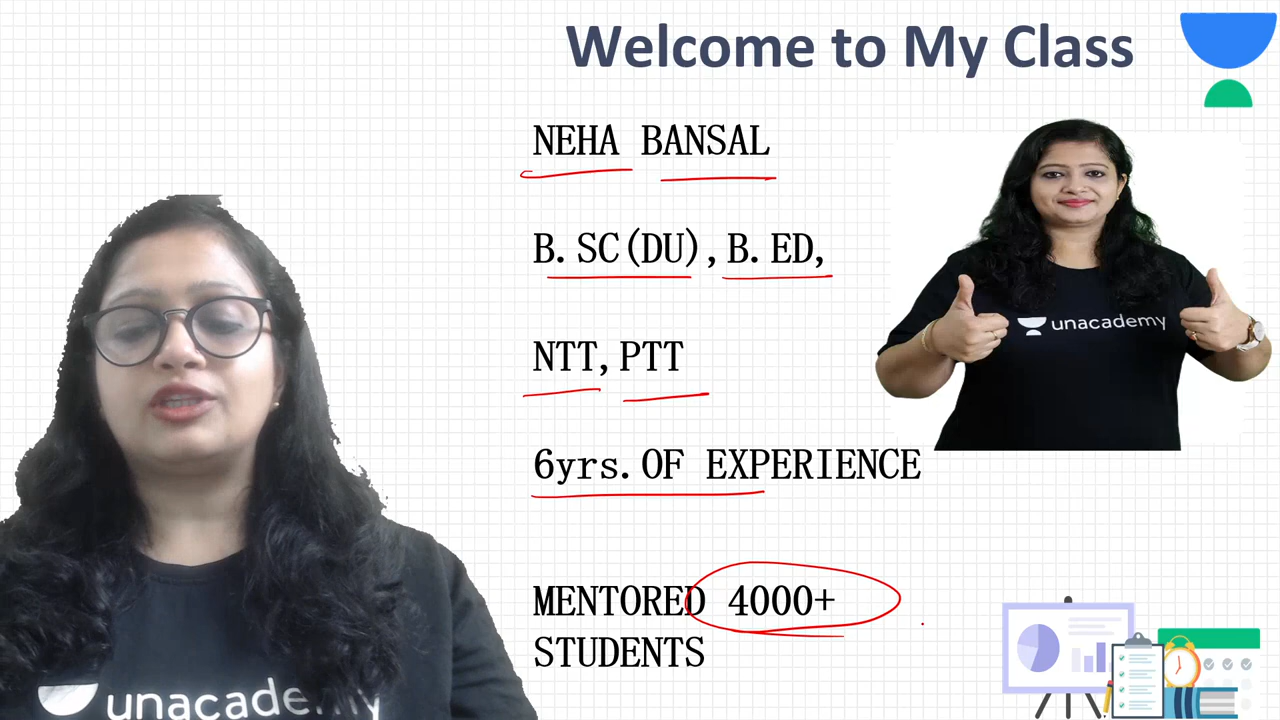 Welcome to My Class
NEHA BANSAL
B.SC(DU),B.ED,
NTT,PTT
6yrs.OF EXPERIENCE
MENTORED 4000+
STUDENTS
unacademy
unacademy